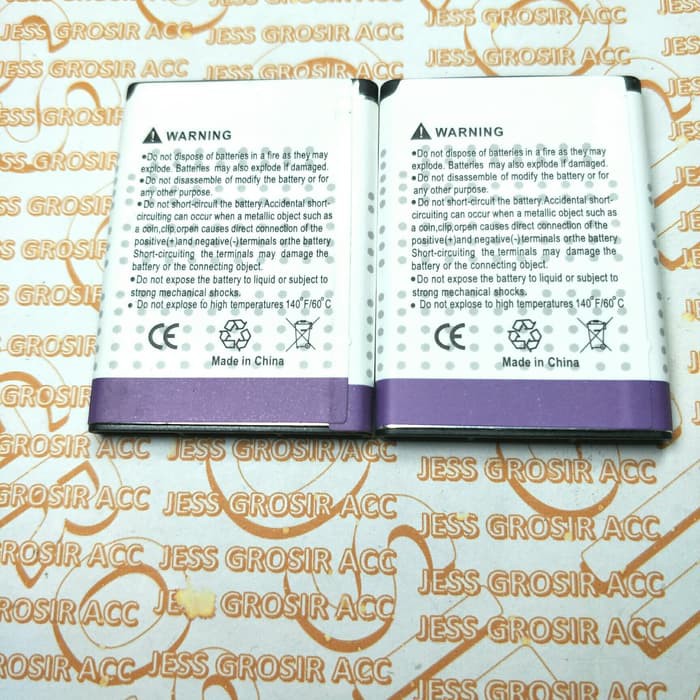 JESS GROSIR ACC
WARNING
•Do not dispose of batteries in a fire as they may
explode. Batteries may also explode if damaged.
•Do not disassemble of modify the battery or for
any other purpose.
•Do not short-circuit the battery.Accidental short-
circuiting can occur when a metallic object such as
a coin,clip,orpen causes direct connection of the
positive(+)and negative(-)terminals orthe battery
Short-circuiting the terminals may damage the
battery or the connecting object.
•Do not expose the battery to liquid or subject to
strong mechanical shocks.
• Do not explosse to high temperatures 140°F/60°C
CE
Made in China
WARNING
•Do not dispose of batteries in a fire as they may
explode. Batteries may also explode if damaged.
•Do not disassemble of modify the battery or for
any other purpose.
•Do not short-circuit the battery.Accidental short-
circuiting can occur when a metallic object such as
a coin,clip,orpen causes direct connection of the
positive(+)and negative(-)terminals orthe battery
Short-circuiting the terminals may damage the
battery or the connecting object.
•Do not expose the battery to liquid or subject to
strong mechanical shocks.
• Do not explosse to high temperatures 140°F/60°C
CE
Made in China
JESS GROSIR ACC
JESS GROSIR ACC
JESS GROSIR ACC
JESS GROSIR ACC
JESS GROSIR ACC